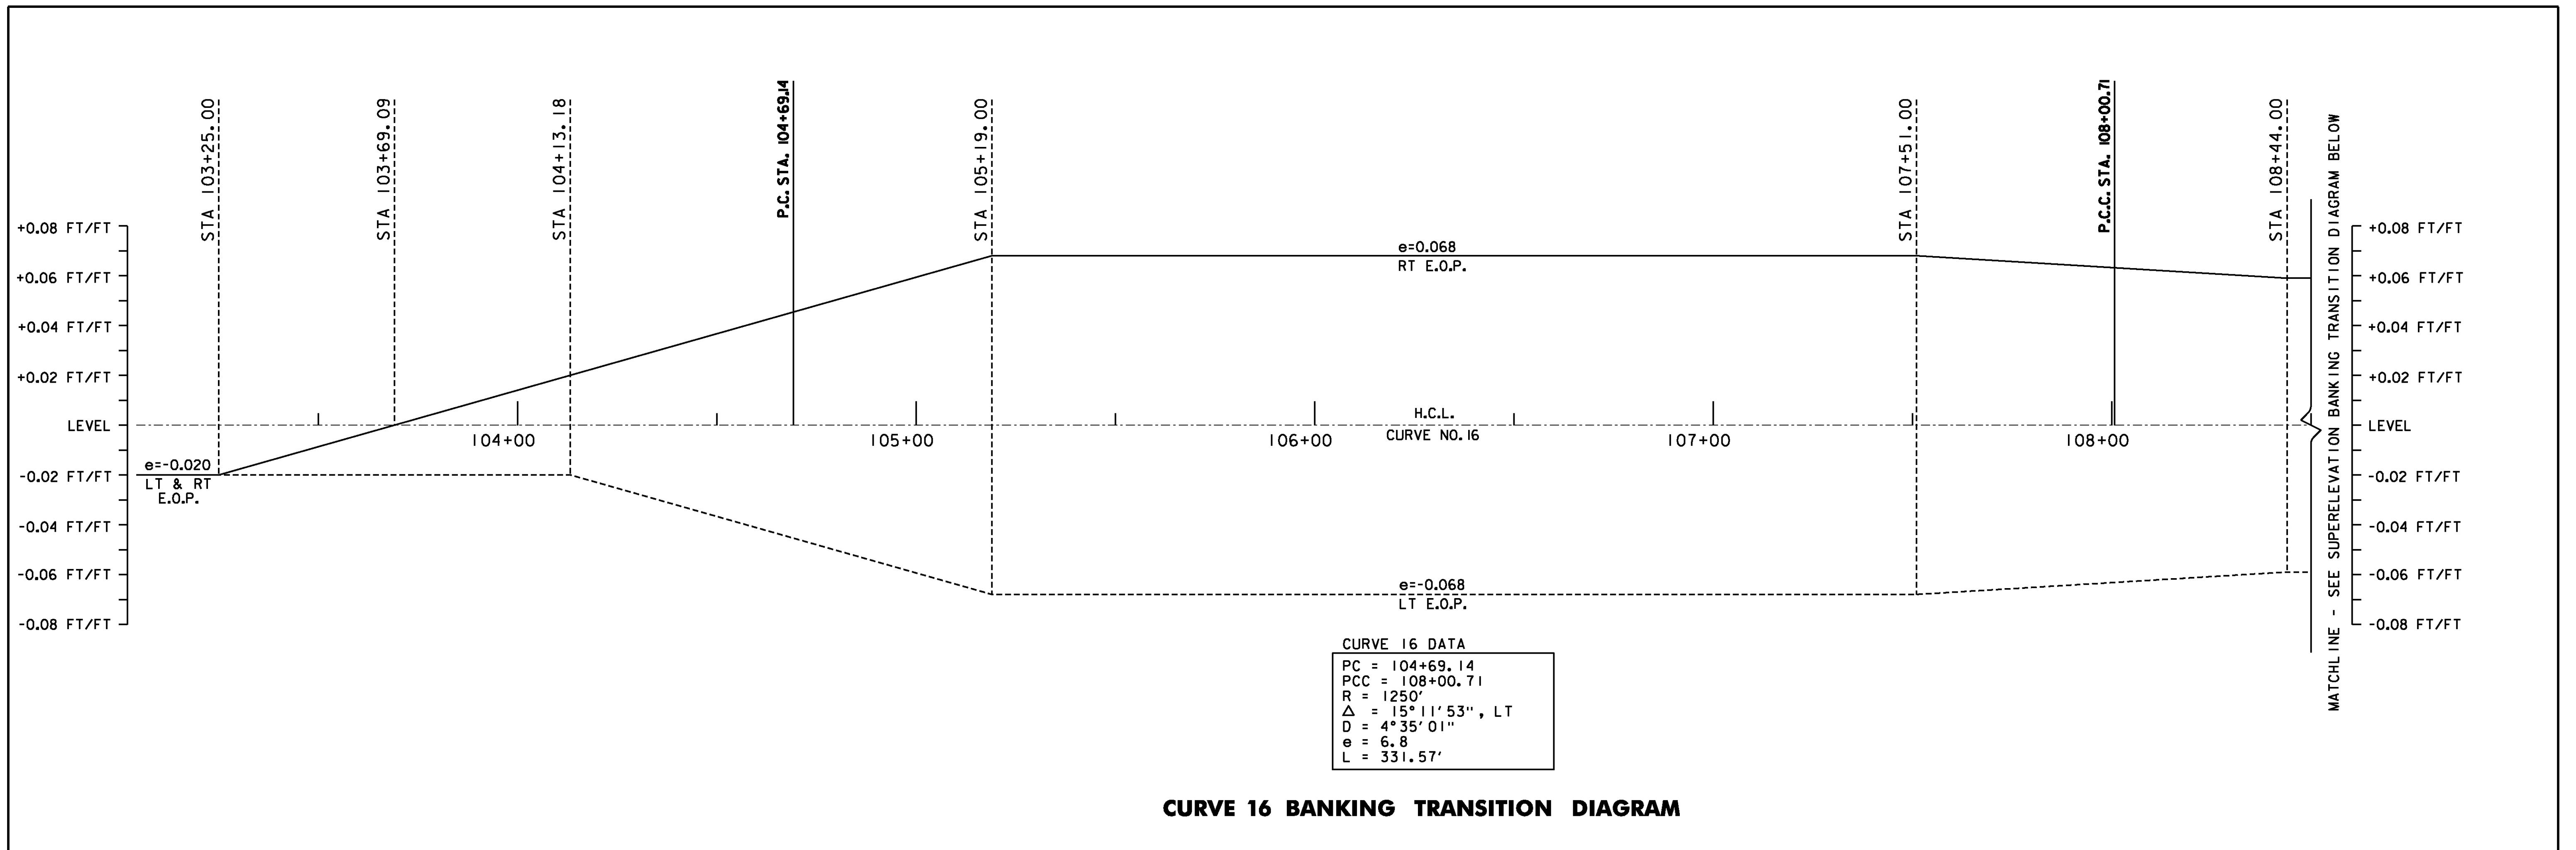 STA 103+25.00
STA 103+69.09
STA 104+13.18
P.C. STA. 104+69.14
STA 105+19.00
STA 107+51.00
P.C.C. STA. 108+00.71
STA 108+44.00
MATCHLINE - SEE SUPERELEVATION BANKING TRANSITION DIAGRAM BELOW
+0.08 FT/FT
+0.06 FT/FT
+0.04 FT/FT
+0.02 FT/FT
LEVEL
-0.02 FT/FT
-0.04 FT/FT
-0.06 FT/FT
-0.08 FT/FT
e=-0.020
LT & RT
E.O.P.
e=0.068
RT E.O.P.
H.C.L.
CURVE NO.16
104+00
105+00
106+00
107+00
108+00
e=-0.068
LT E.O.P.
+0.08 FT/FT
+0.06 FT/FT
+0.04 FT/FT
+0.02 FT/FT
LEVEL
-0.02 FT/FT
-0.04 FT/FT
-0.06 FT/FT
-0.08 FT/FT
CURVE 16 DATA
PC = 104+69.14
PCC = 108+00.71
R = 1250'
△ = 15°11'53", LT
D = 4°35'01"
e = 6.8
L = 331.57'
CURVE 16 BANKING TRANSITION DIAGRAM